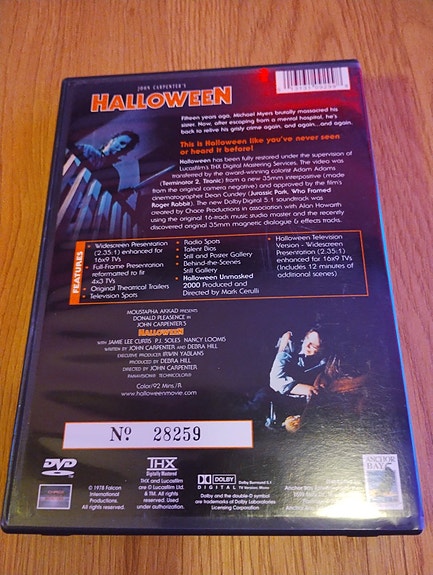 JOHN CARPENTER'S
HALLOWEEN
Fifteen years ago, Michael Myers brutally massacred his
sister. Now, after escaping from a mental hospital, he's
back to relive his grisly crime again, and again...and again.
This is Halloween like you've never seen
or heard it before!
Halloween has been fully restored under the supervision of
Lucasfilm's THX Digital Mastering Services. The video was
transferred by the award-winning colorist Adam Adams
(Terminator 2, Titanic) from a new 35mm interpositive (made
from the original camera negative) and approved by the film's
cinematographer Dean Cundey (Jurassic Park, Who Framed
Roger Rabbit). The new Dolby Digital 5.1 soundtrack was
created by Chace Productions in association with Alan Howarth
using the original 16-track music studio master and the recently
discovered original 35mm magnetic dialogue & effects tracks.
FEATURES
• Widescreen Presentation
(2.35:1) enhanced for
16x9 TVs
• Full-Frame Presentation
reformatted to fit
4x3 TVs
• Original Theatrical Trailers
• Television Spots
• Radio Spots
• Talent Bios
• Still and Poster Gallery
• Behind-the-Scenes
Still Gallery
• Halloween Unmasked
2000 Produced and
Directed by Mark Cerulli
• Halloween Television
Version - Widescreen
Presentation (2.35:1)
enhanced for 16x9 TVs
(Includes 12 minutes of
additional scenes)
MOUSTAPHA AKKAD PRESENTS
DONALD PLEASENCE IN
JOHN CARPENTER'S
HALLOWEEN
WITH JAMIE LEE CURTIS P.J. SOLES NANCY LOOMIS
WRITTEN BY JOHN CARPENTER AND DEBRA HILL
EXECUTIVE PRODUCER IRWIN YABLANS
PRODUCED BY DEBRA HILL
DIRECTED BY JOHN CARPENTER
PANAVISION® TECHNICOLOR®
Color/92 Mins./R
www.halloweenmovie.com
Nº 28259
DVD
VIDEO
© 1978 Falcon
International
Productions.
All Rights
Reserved.
THX
Digitally Mastered
THX and Lucasfilm
are © Lucasfilm Ltd.
& TM. All rights
reserved. Used
under authorization.
DOLBY
DIGITAL
Dolby Surround 5.1
TV Version: Mono
Dolby and the double-D symbol
are trademarks of Dolby Laboratories
Licensing Corporation
ANCHOR
BAY